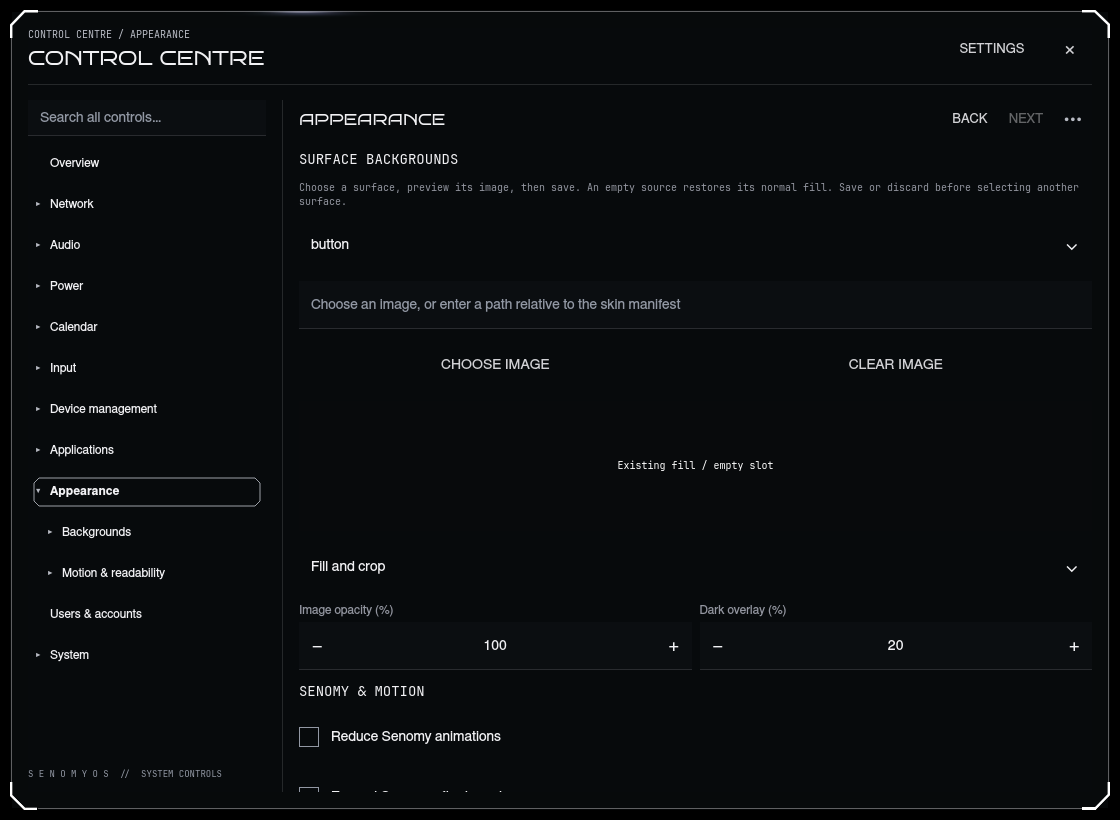 CONTROL CENTRE / APPEARANCE
CONTROL CENTRE
SETTINGS
×
Search all controls...
Overview
Network
Audio
Power
Calendar
Input
Device management
Applications
Appearance
Backgrounds
Motion & readability
Users & accounts
System
SENOMYOS // SYSTEM CONTROLS
APPEARANCE
BACK
NEXT
•••
SURFACE BACKGROUNDS
Choose a surface, preview its image, then save. An empty source restores its normal fill. Save or discard before selecting another
surface.
button
Choose an image, or enter a path relative to the skin manifest
CHOOSE IMAGE
CLEAR IMAGE
Existing fill / empty slot
Fill and crop
Image opacity (%)
Dark overlay (%)
− 100 +
− 20 +
SENOMY & MOTION
Reduce Senomy animations